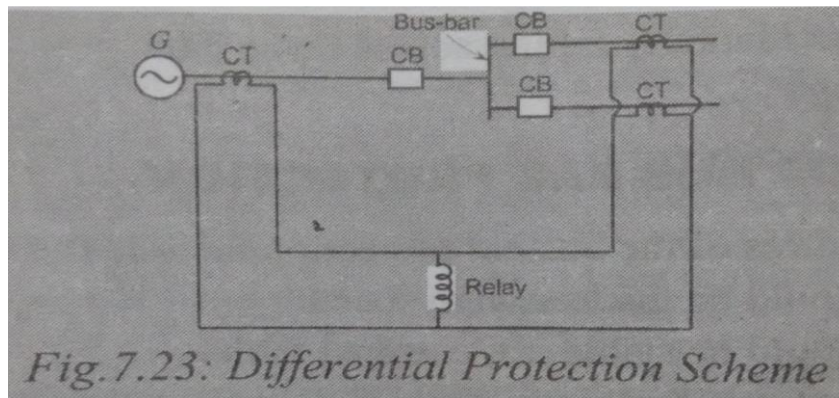 Bus-bar
G
CT
CB
CB
CT
CB
CT
Relay
Fig.7.23: Differential Protection Scheme